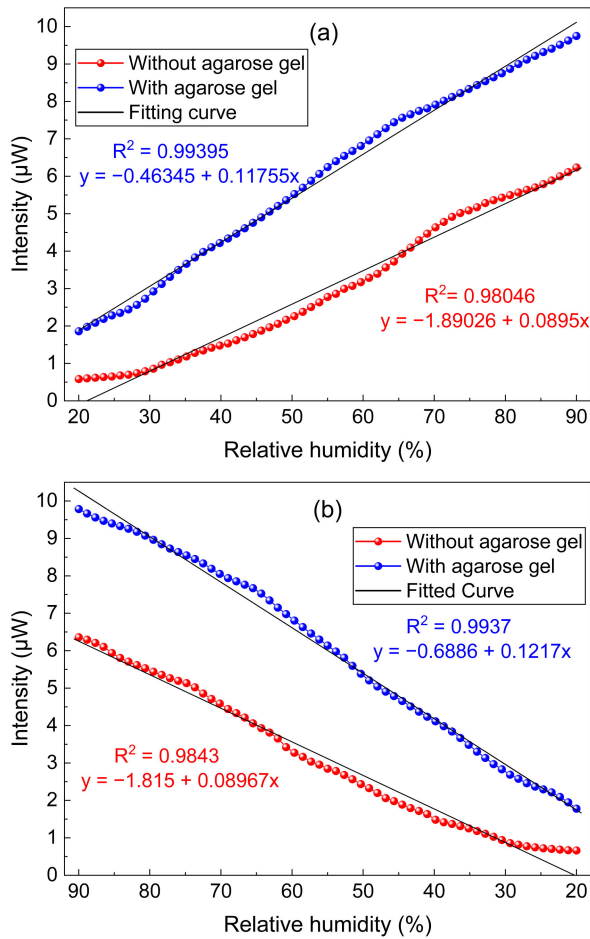 (a)
Without agarose gel
With agarose gel
Fitting curve
R² = 0.99395
y = −0.46345 + 0.11755x
R²= 0.98046
y = −1.89026 + 0.0895x
Intensity (µW)
10
9
8
7
6
5
4
3
2
1
0
20 30 40 50 60 70 80 90
Relative humidity (%)
(b)
Without agarose gel
With agarose gel
Fitted Curve
R² = 0.9937
y = −0.6886 + 0.1217x
R² = 0.9843
y = −1.815 + 0.08967x
Intensity (µW)
10
9
8
7
6
5
4
3
2
1
0
90 80 70 60 50 40 30 20
Relative humidity (%)